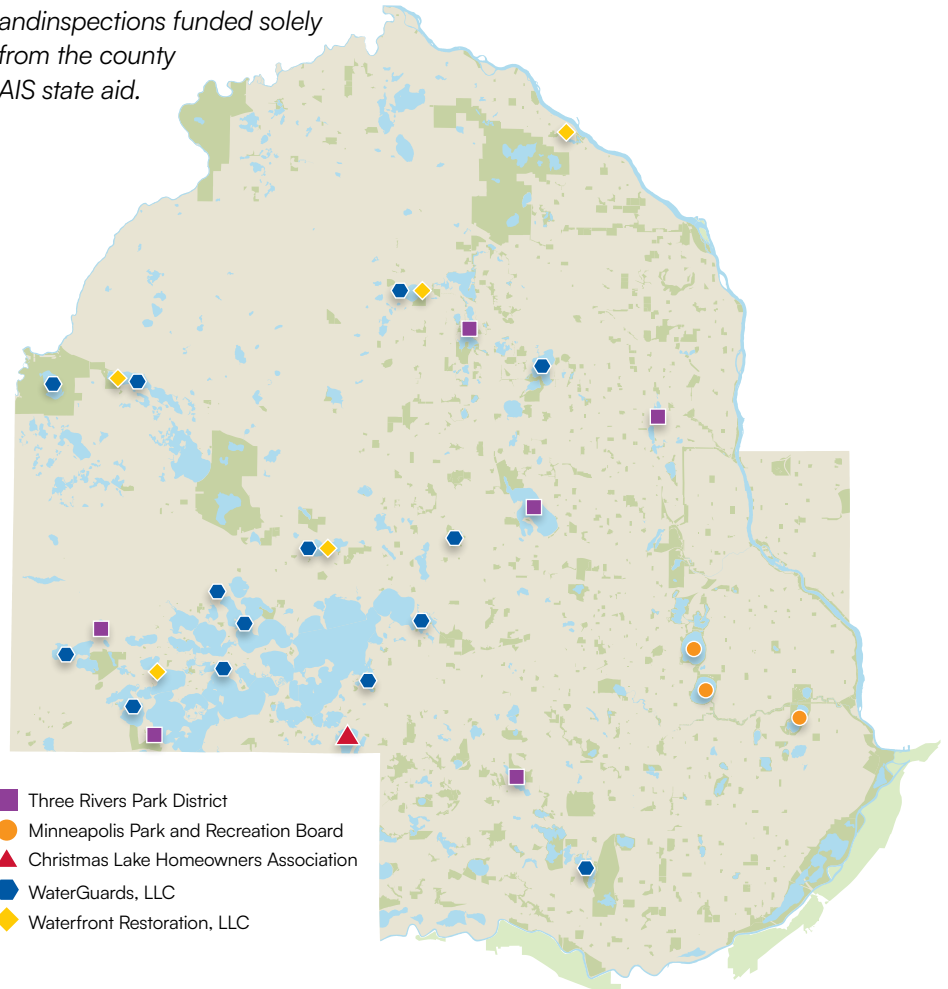 andinspections funded solely
from the county
AIS state aid.
Three Rivers Park District
Minneapolis Park and Recreation Board
Christmas Lake Homeowners Association
WaterGuards, LLC
Waterfront Restoration, LLC